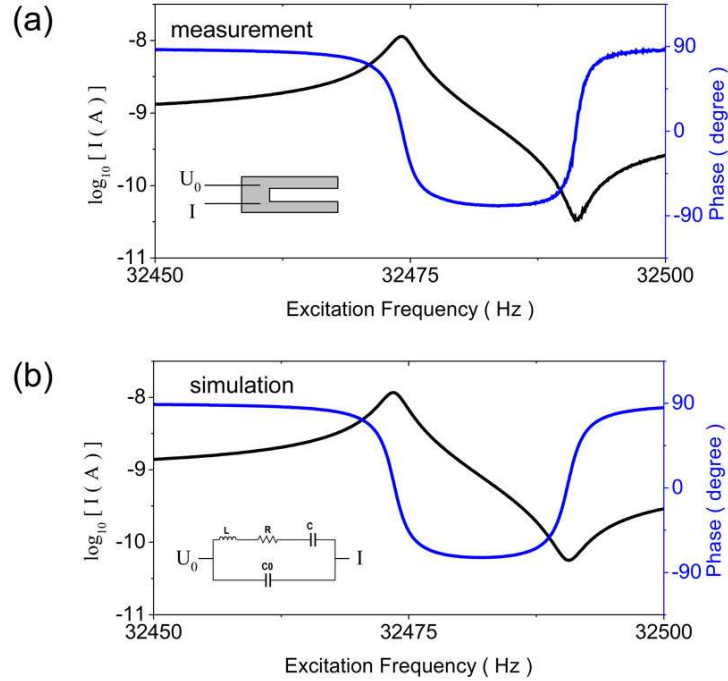 (a)
measurement
log10 [ I ( A ) ]
-8
-9
-10
-11
90
0
-90
Phase ( degree )
U0
I
32450
32475
32500
Excitation Frequency ( Hz )
(b)
simulation
log10 [ I ( A ) ]
-8
-9
-10
-11
90
0
-90
Phase ( degree )
L
R
C
U0
I
C0
32450
32475
32500
Excitation Frequency ( Hz )